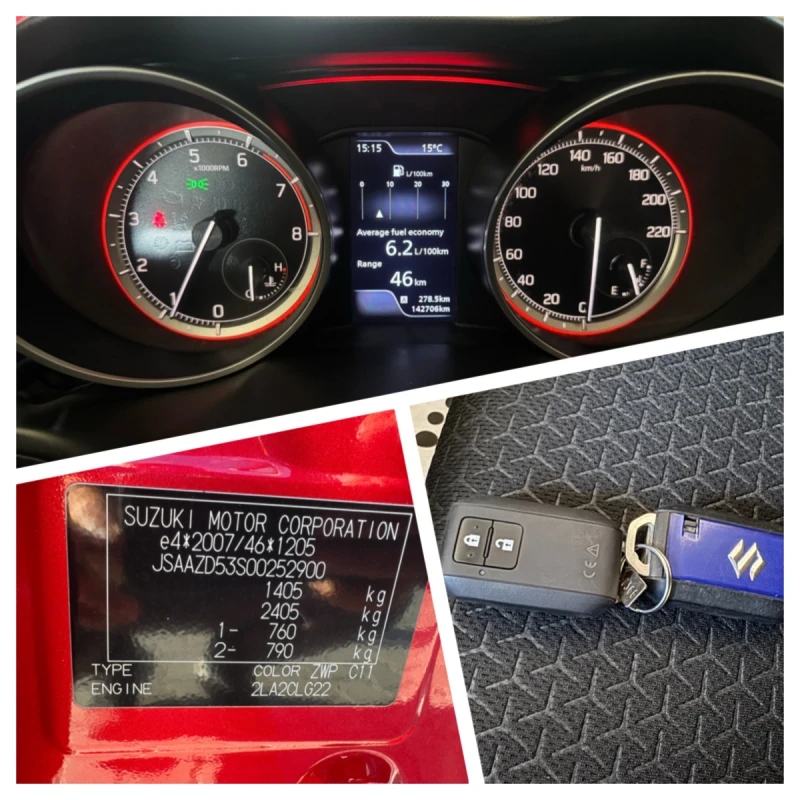 5
6
4
x1000RPM
7
3
8
2
H
1
C
0
15:15 15°C
L/100km
0 10 20 30
Average fuel economy
6.2 L/100km
Range
46 km
A 278.5km
142706km
140 160
120 km/h 180
100 200
80 220
60
40 E F
20 0
SUZUKI MOTOR CORPORATION
e4*2007/46*1205
JSAAZD53S00252900
1405 kg
2405 kg
1- 760 kg
2- 790 kg
TYPE COLOR ZWP C11
ENGINE 2LA2CLG22
CE